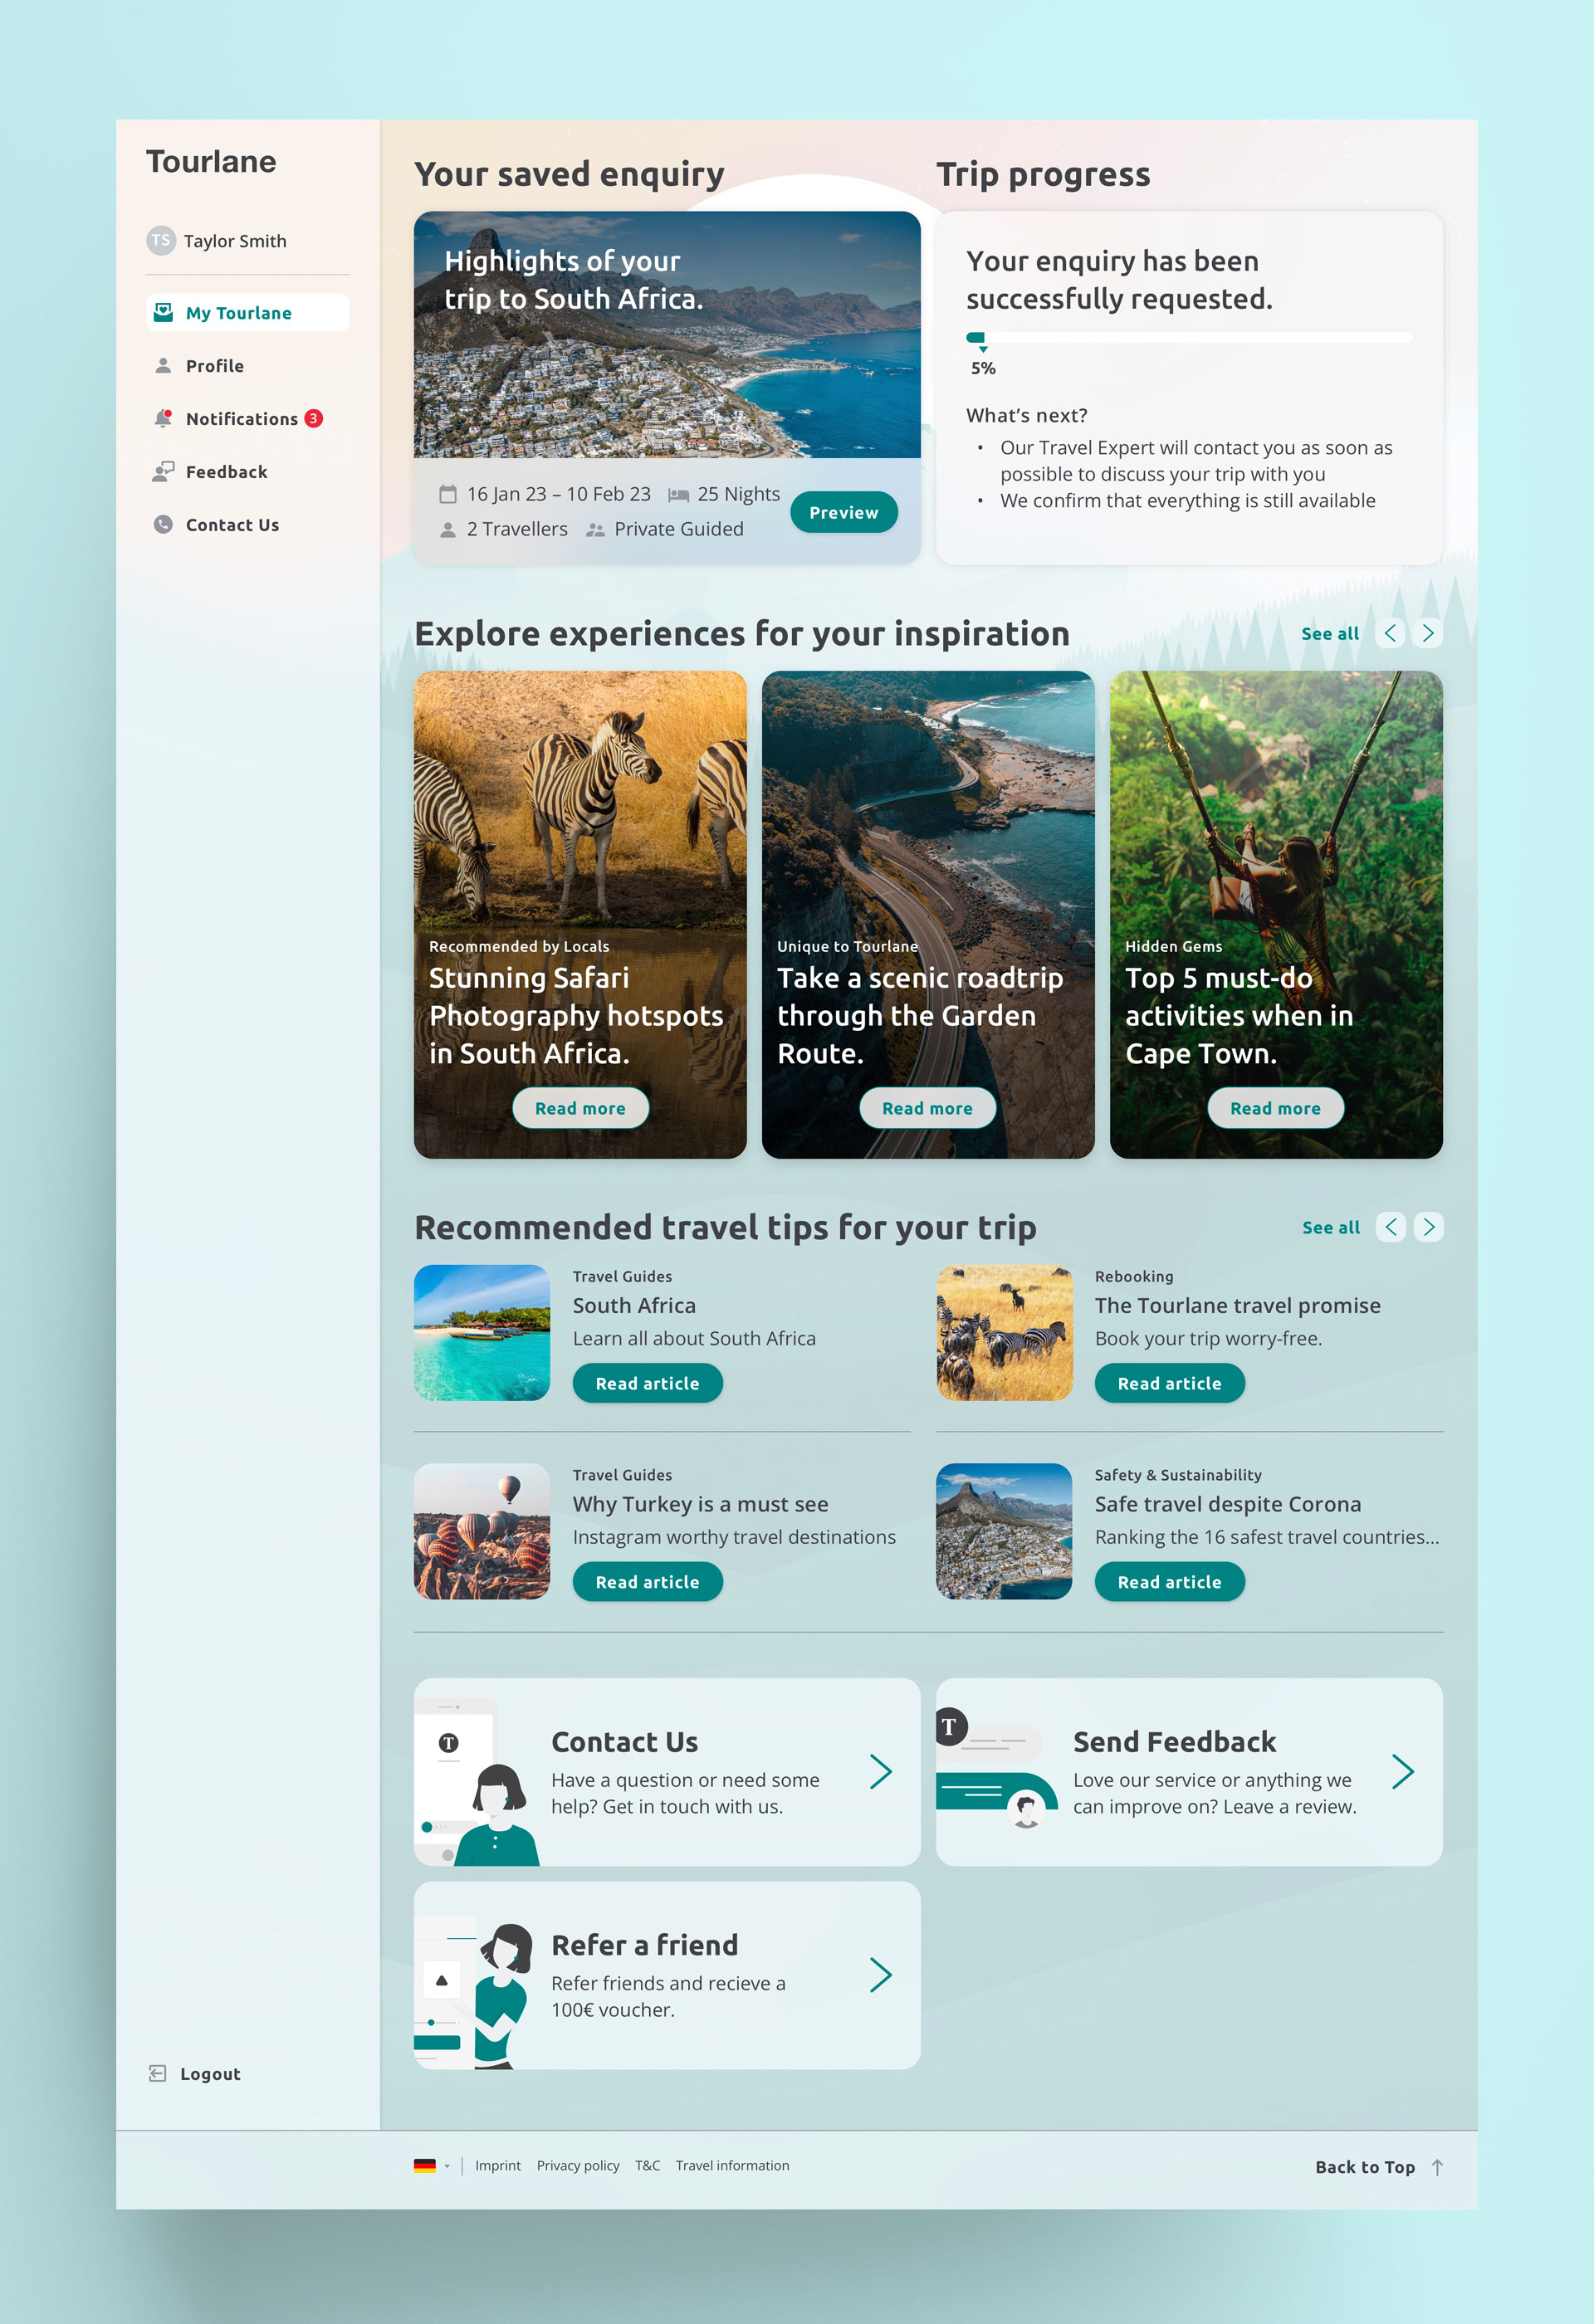 Tourlane
TS Taylor Smith
My Tourlane
Profile
Notifications 3
Feedback
Contact Us
Logout
Your saved enquiry
Highlights of your
trip to South Africa.
16 Jan 23 – 10 Feb 23 25 Nights
2 Travellers Private Guided
Preview
Trip progress
Your enquiry has been
successfully requested.
5%
What's next?
• Our Travel Expert will contact you as soon as
possible to discuss your trip with you
• We confirm that everything is still available
Explore experiences for your inspiration
See all
Recommended by Locals
Stunning Safari
Photography hotspots
in South Africa.
Read more
Unique to Tourlane
Take a scenic roadtrip
through the Garden
Route.
Read more
Hidden Gems
Top 5 must-do
activities when in
Cape Town.
Read more
Recommended travel tips for your trip
See all
Travel Guides
South Africa
Learn all about South Africa
Read article
Rebooking
The Tourlane travel promise
Book your trip worry-free.
Read article
Travel Guides
Why Turkey is a must see
Instagram worthy travel destinations
Read article
Safety & Sustainability
Safe travel despite Corona
Ranking the 16 safest travel countries...
Read article
T
Contact Us
Have a question or need some
help? Get in touch with us.
T
Send Feedback
Love our service or anything we
can improve on? Leave a review.
Refer a friend
Refer friends and recieve a
100€ voucher.
Imprint Privacy policy T&C Travel information
Back to Top